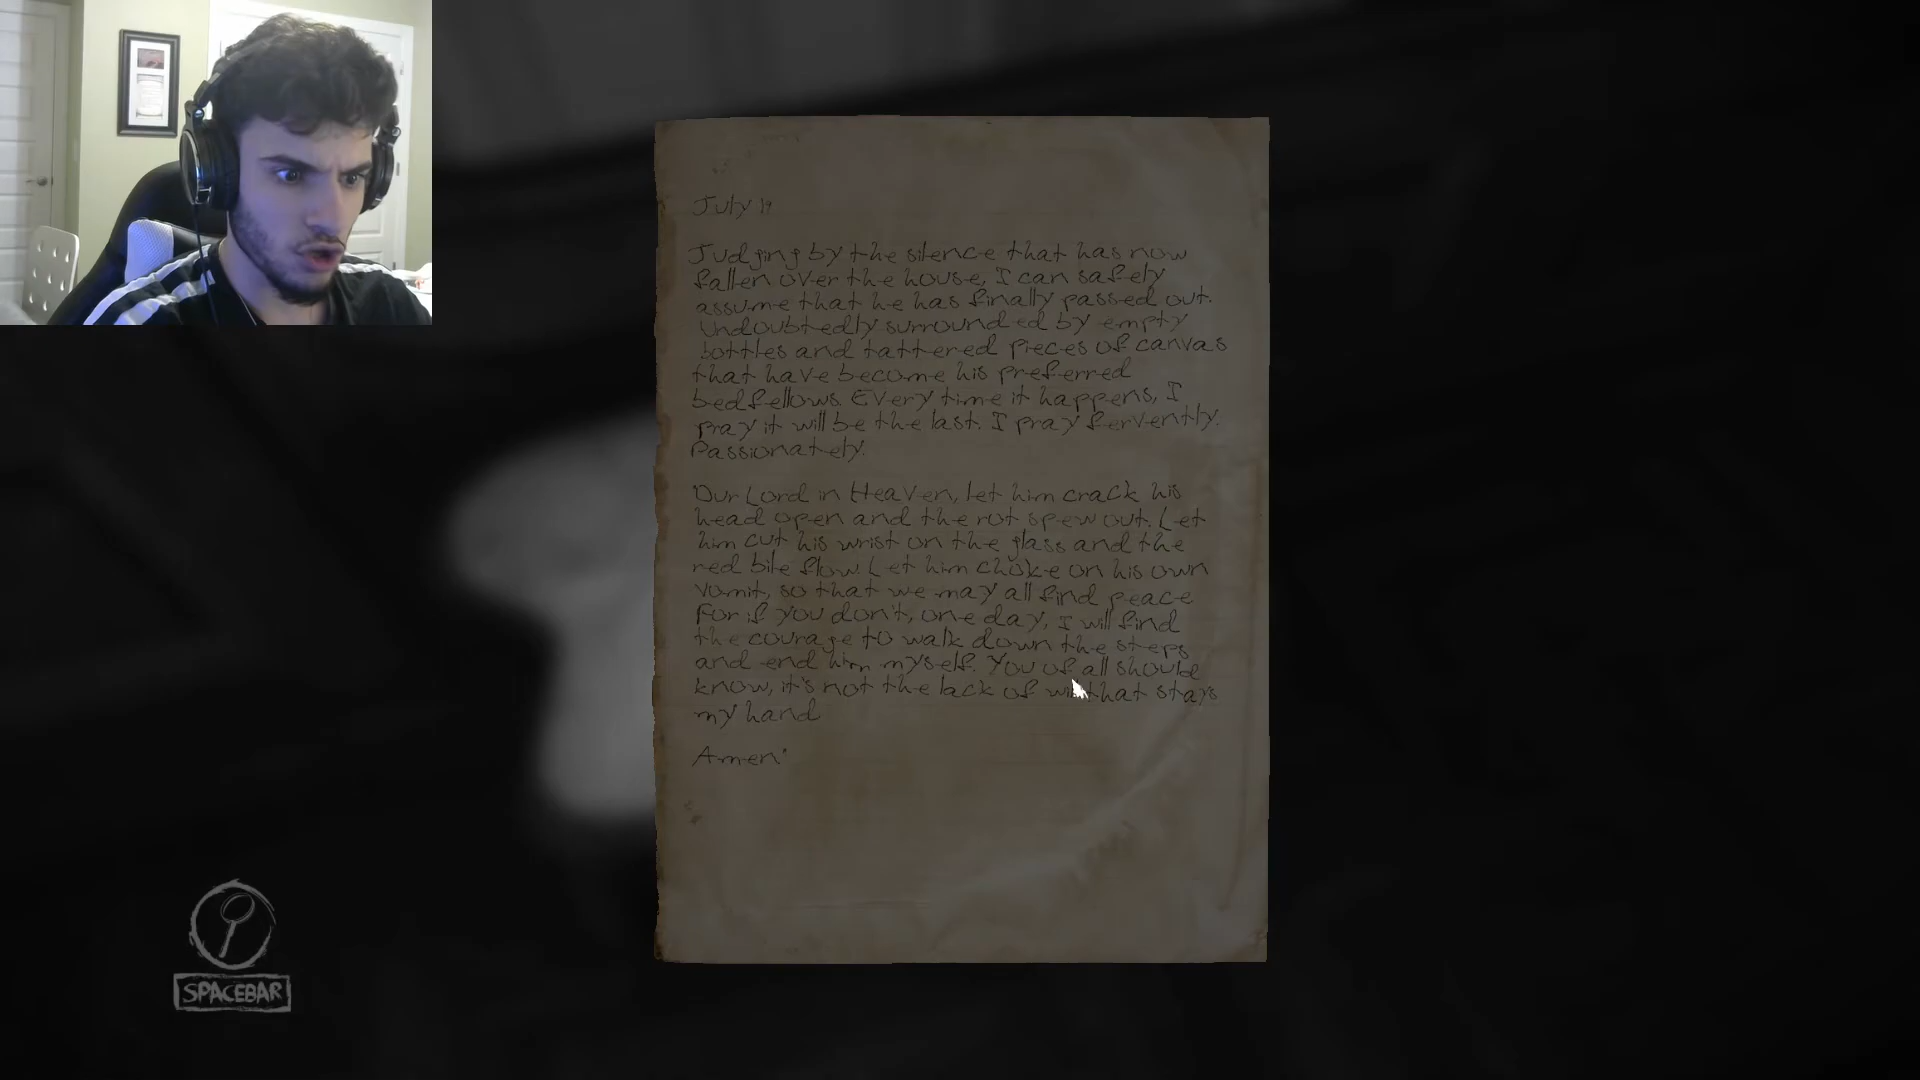 July 19
Judging by the silence that has now
fallen over the house, I can safely
assume that he has finally passed out.
Undoubtedly surrounded by empty
bottles and tattered pieces of canvas
that have become his preferred
bedfellows. Every time it happens, I
pray it will be the last. I pray fervently.
Passionately.
Our Lord in Heaven, let him crack his
head open and the rot spew out. Let
him cut his wrist on the glass and the
red bile flow. Let him choke on his own
vomit, so that we may all find peace
For if you don't, one day, I will find
the courage to walk down the steps
and end him myself. You of all should
know, it's not the lack of will that stays
my hand
Amen
SPACEBAR